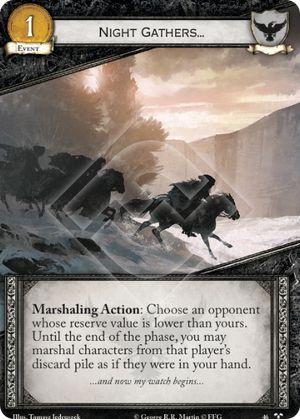 1
NIGHT GATHERS...
EVENT
Marshaling Action: Choose an opponent
whose reserve value is lower than yours.
Until the end of the phase, you may
marshal characters from that player's
discard pile as if they were in your hand.
...and now my watch begins...
Illus. Tomasz Jedruszek © George R.R. Martin © FFG 46